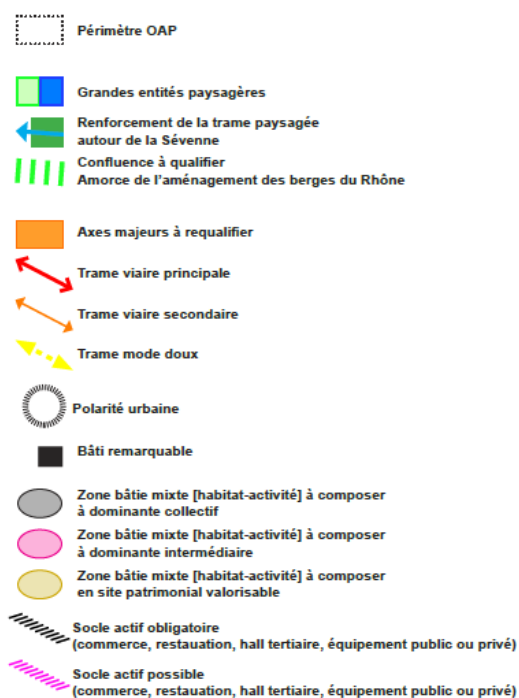 Périmètre OAP
Grandes entités paysagères
Renforcement de la trame paysagée
autour de la Sévenne
Confluence à qualifier
Amorce de l'aménagement des berges du Rhône
Axes majeurs à requalifier
Trame viaire principale
Trame viaire secondaire
Trame mode doux
Polarité urbaine
Bâti remarquable
Zone bâtie mixte [habitat-activité] à composer
à dominante collectif
Zone bâtie mixte [habitat-activité] à composer
à dominante intermédiaire
Zone bâtie mixte [habitat-activité] à composer
en site patrimonial valorisable
Socle actif obligatoire
(commerce, restauation, hall tertiaire, équipement public ou privé)
Socle actif possible
(commerce, restauation, hall tertiaire, équipement public ou privé)